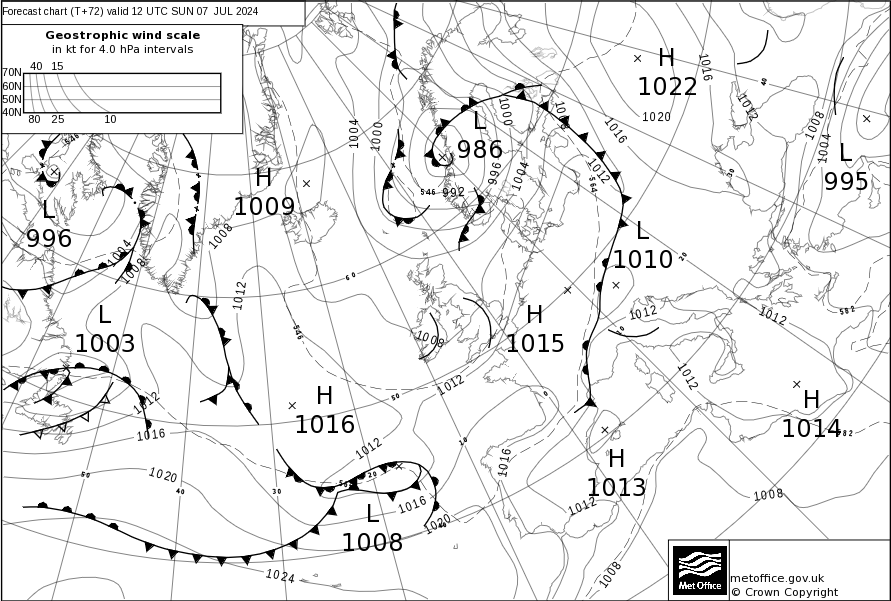 Forecast chart (T+72) valid 12 UTC SUN 07 JUL 2024
Geostrophic wind scale
in kt for 4.0 hPa intervals
40 15
70N
60N
50N
40N
80 25 10
H
1022
1016
1020
1012
1016
1012
1008
1004
L
995
L
986
1000
996
1004
992
546
1004
1000
564
H
1009
L
996
1004
1008
1008
1012
L
1010
L
1003
H
1015
1008
1012
1012
1012
582
H
1016
546
1012
1016
1012
1012
H
1014
582
H
1013
1016
1012
1020
1012
L
1008
1016
1020
1024
1008
1008
60
50
40
30
20
10
0
10
20
30
40
50
Met Office
metoffice.gov.uk
© Crown Copyright